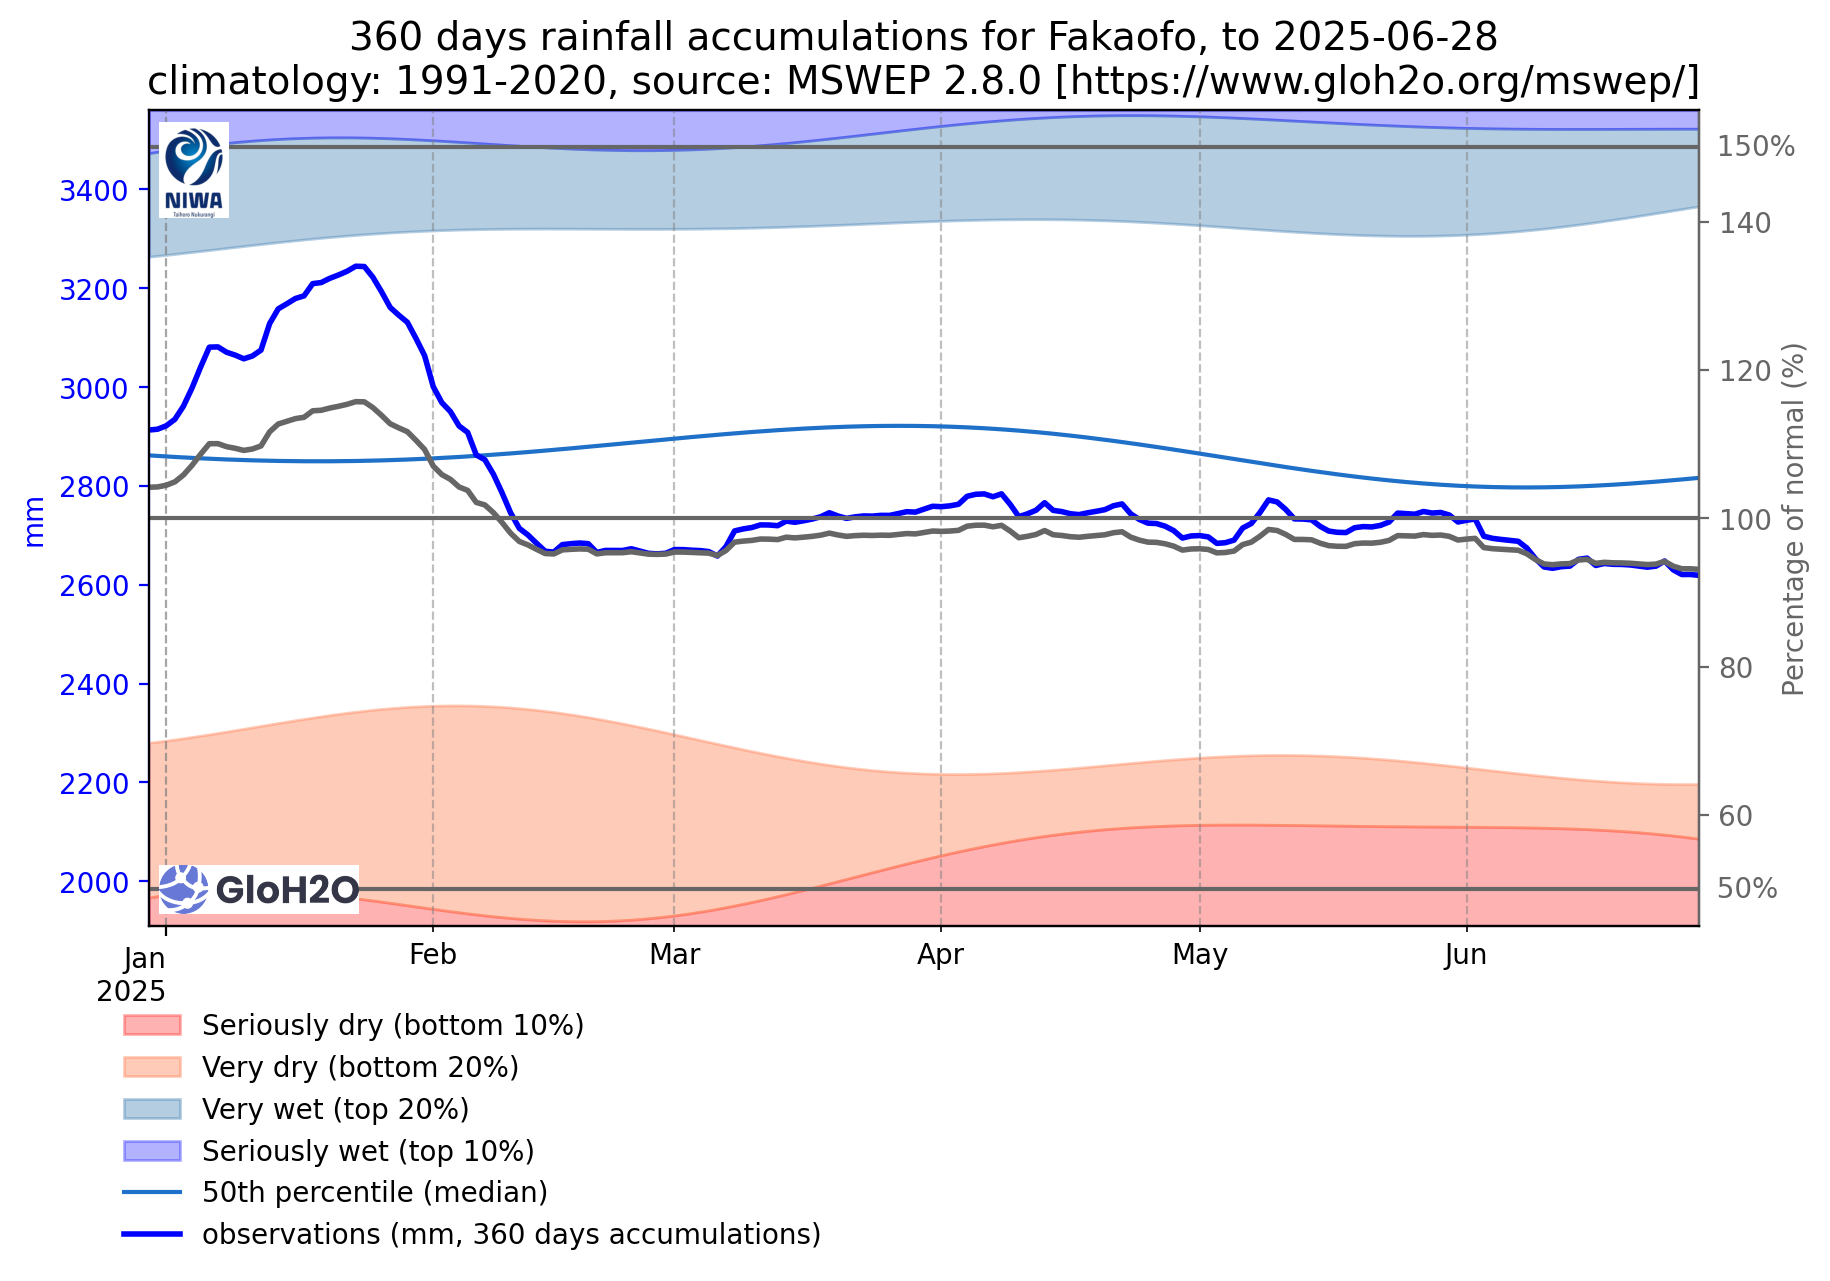 360 days rainfall accumulations for Fakaofo, to 2025-06-28
climatology: 1991-2020, source: MSWEP 2.8.0 [https://www.gloh2o.org/mswep/]
NIWA
Taihoro Nukurangi
3400
3200
3000
2800
2600
2400
2200
2000
mm
150%
140
120
100
80
60
50%
Percentage of normal (%)
GloH2O
Jan
2025
Feb
Mar
Apr
May
Jun
Seriously dry (bottom 10%)
Very dry (bottom 20%)
Very wet (top 20%)
Seriously wet (top 10%)
50th percentile (median)
observations (mm, 360 days accumulations)